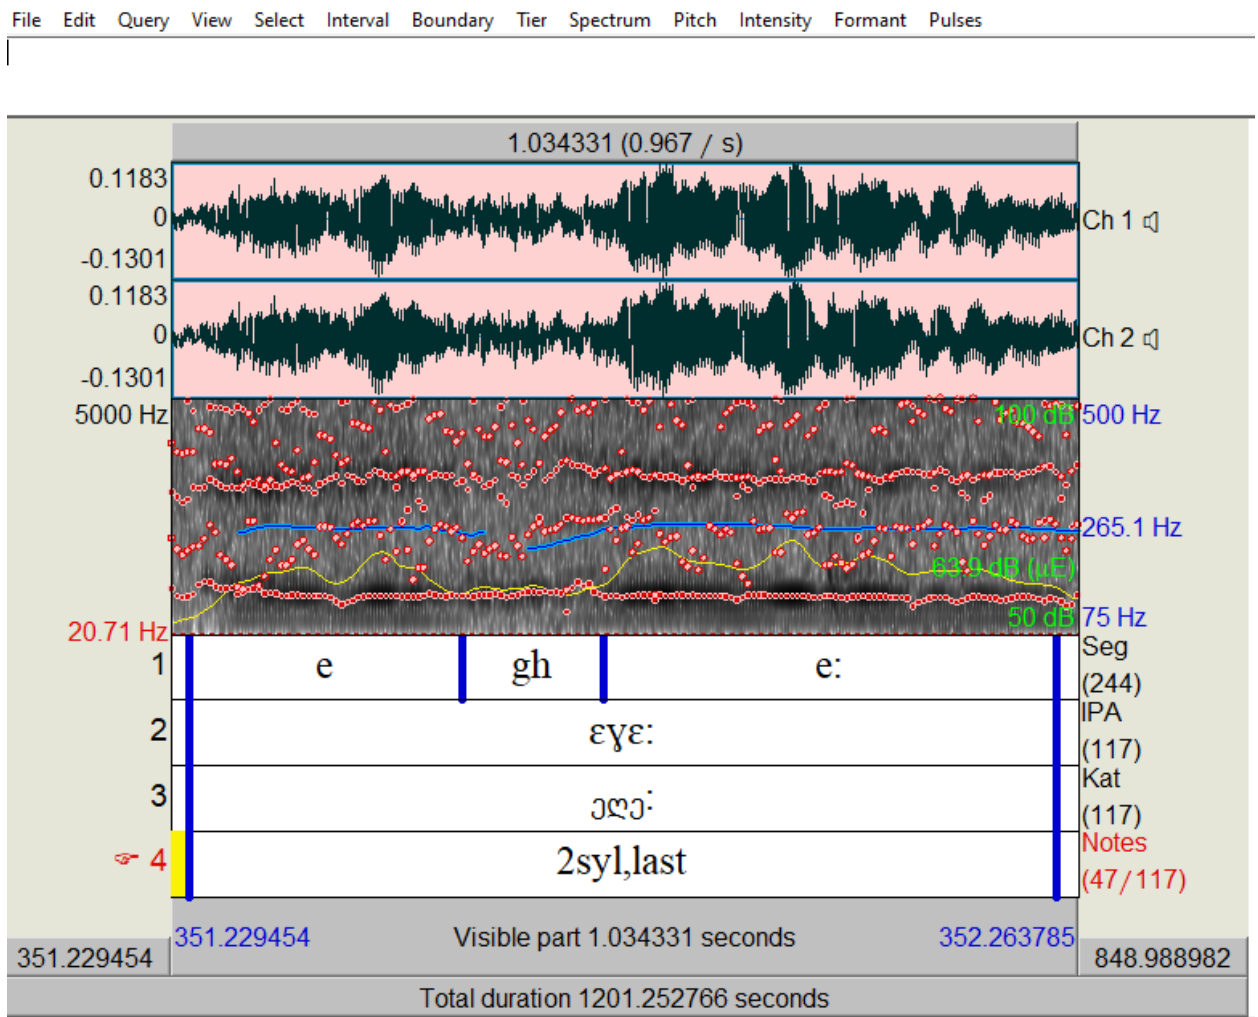 File Edit Query View Select Interval Boundary Tier Spectrum Pitch Intensity Formant Pulses
1.034331 (0.967 / s)
0.1183
0
-0.1301
Ch 1
0.1183
0
-0.1301
Ch 2
5000 Hz
100 dB
500 Hz
265.1 Hz
63.9 dB (µE)
20.71 Hz
50 dB
75 Hz
1 e gh e: Seg (244)
2 ɛɣɛ: IPA (117)
3 ეღე: Kat (117)
4 2syl,last Notes (47/117)
351.229454 Visible part 1.034331 seconds 352.263785
351.229454 848.988982
Total duration 1201.252766 seconds